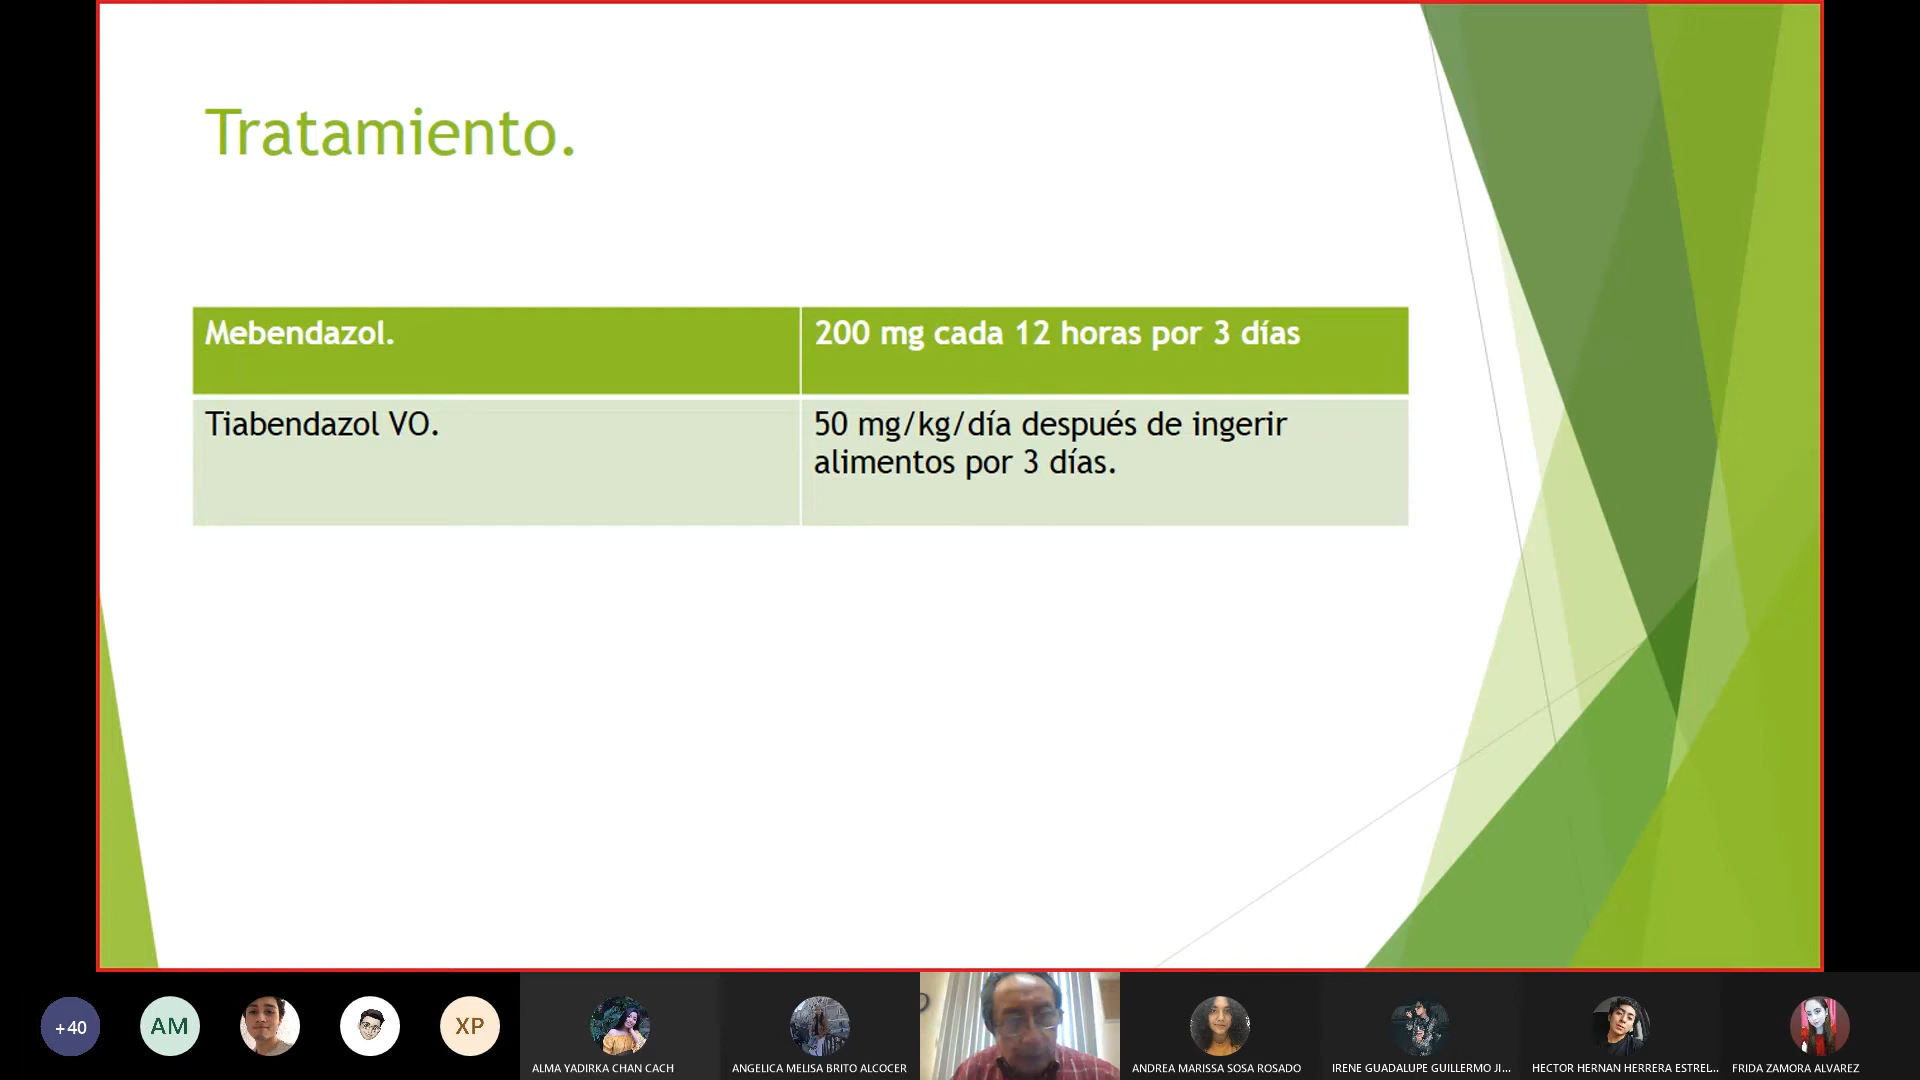 Tratamiento.
Mebendazol.
200 mg cada 12 horas por 3 días
Tiabendazol VO.
50 mg/kg/día después de ingerir
alimentos por 3 días.
+40
AM
XP
ALMA YADIRKA CHAN CACH
ANGELICA MELISA BRITO ALCOCER
ANDREA MARISSA SOSA ROSADO
IRENE GUADALUPE GUILLERMO JI...
HECTOR HERNAN HERRERA ESTREL...
FRIDA ZAMORA ALVAREZ